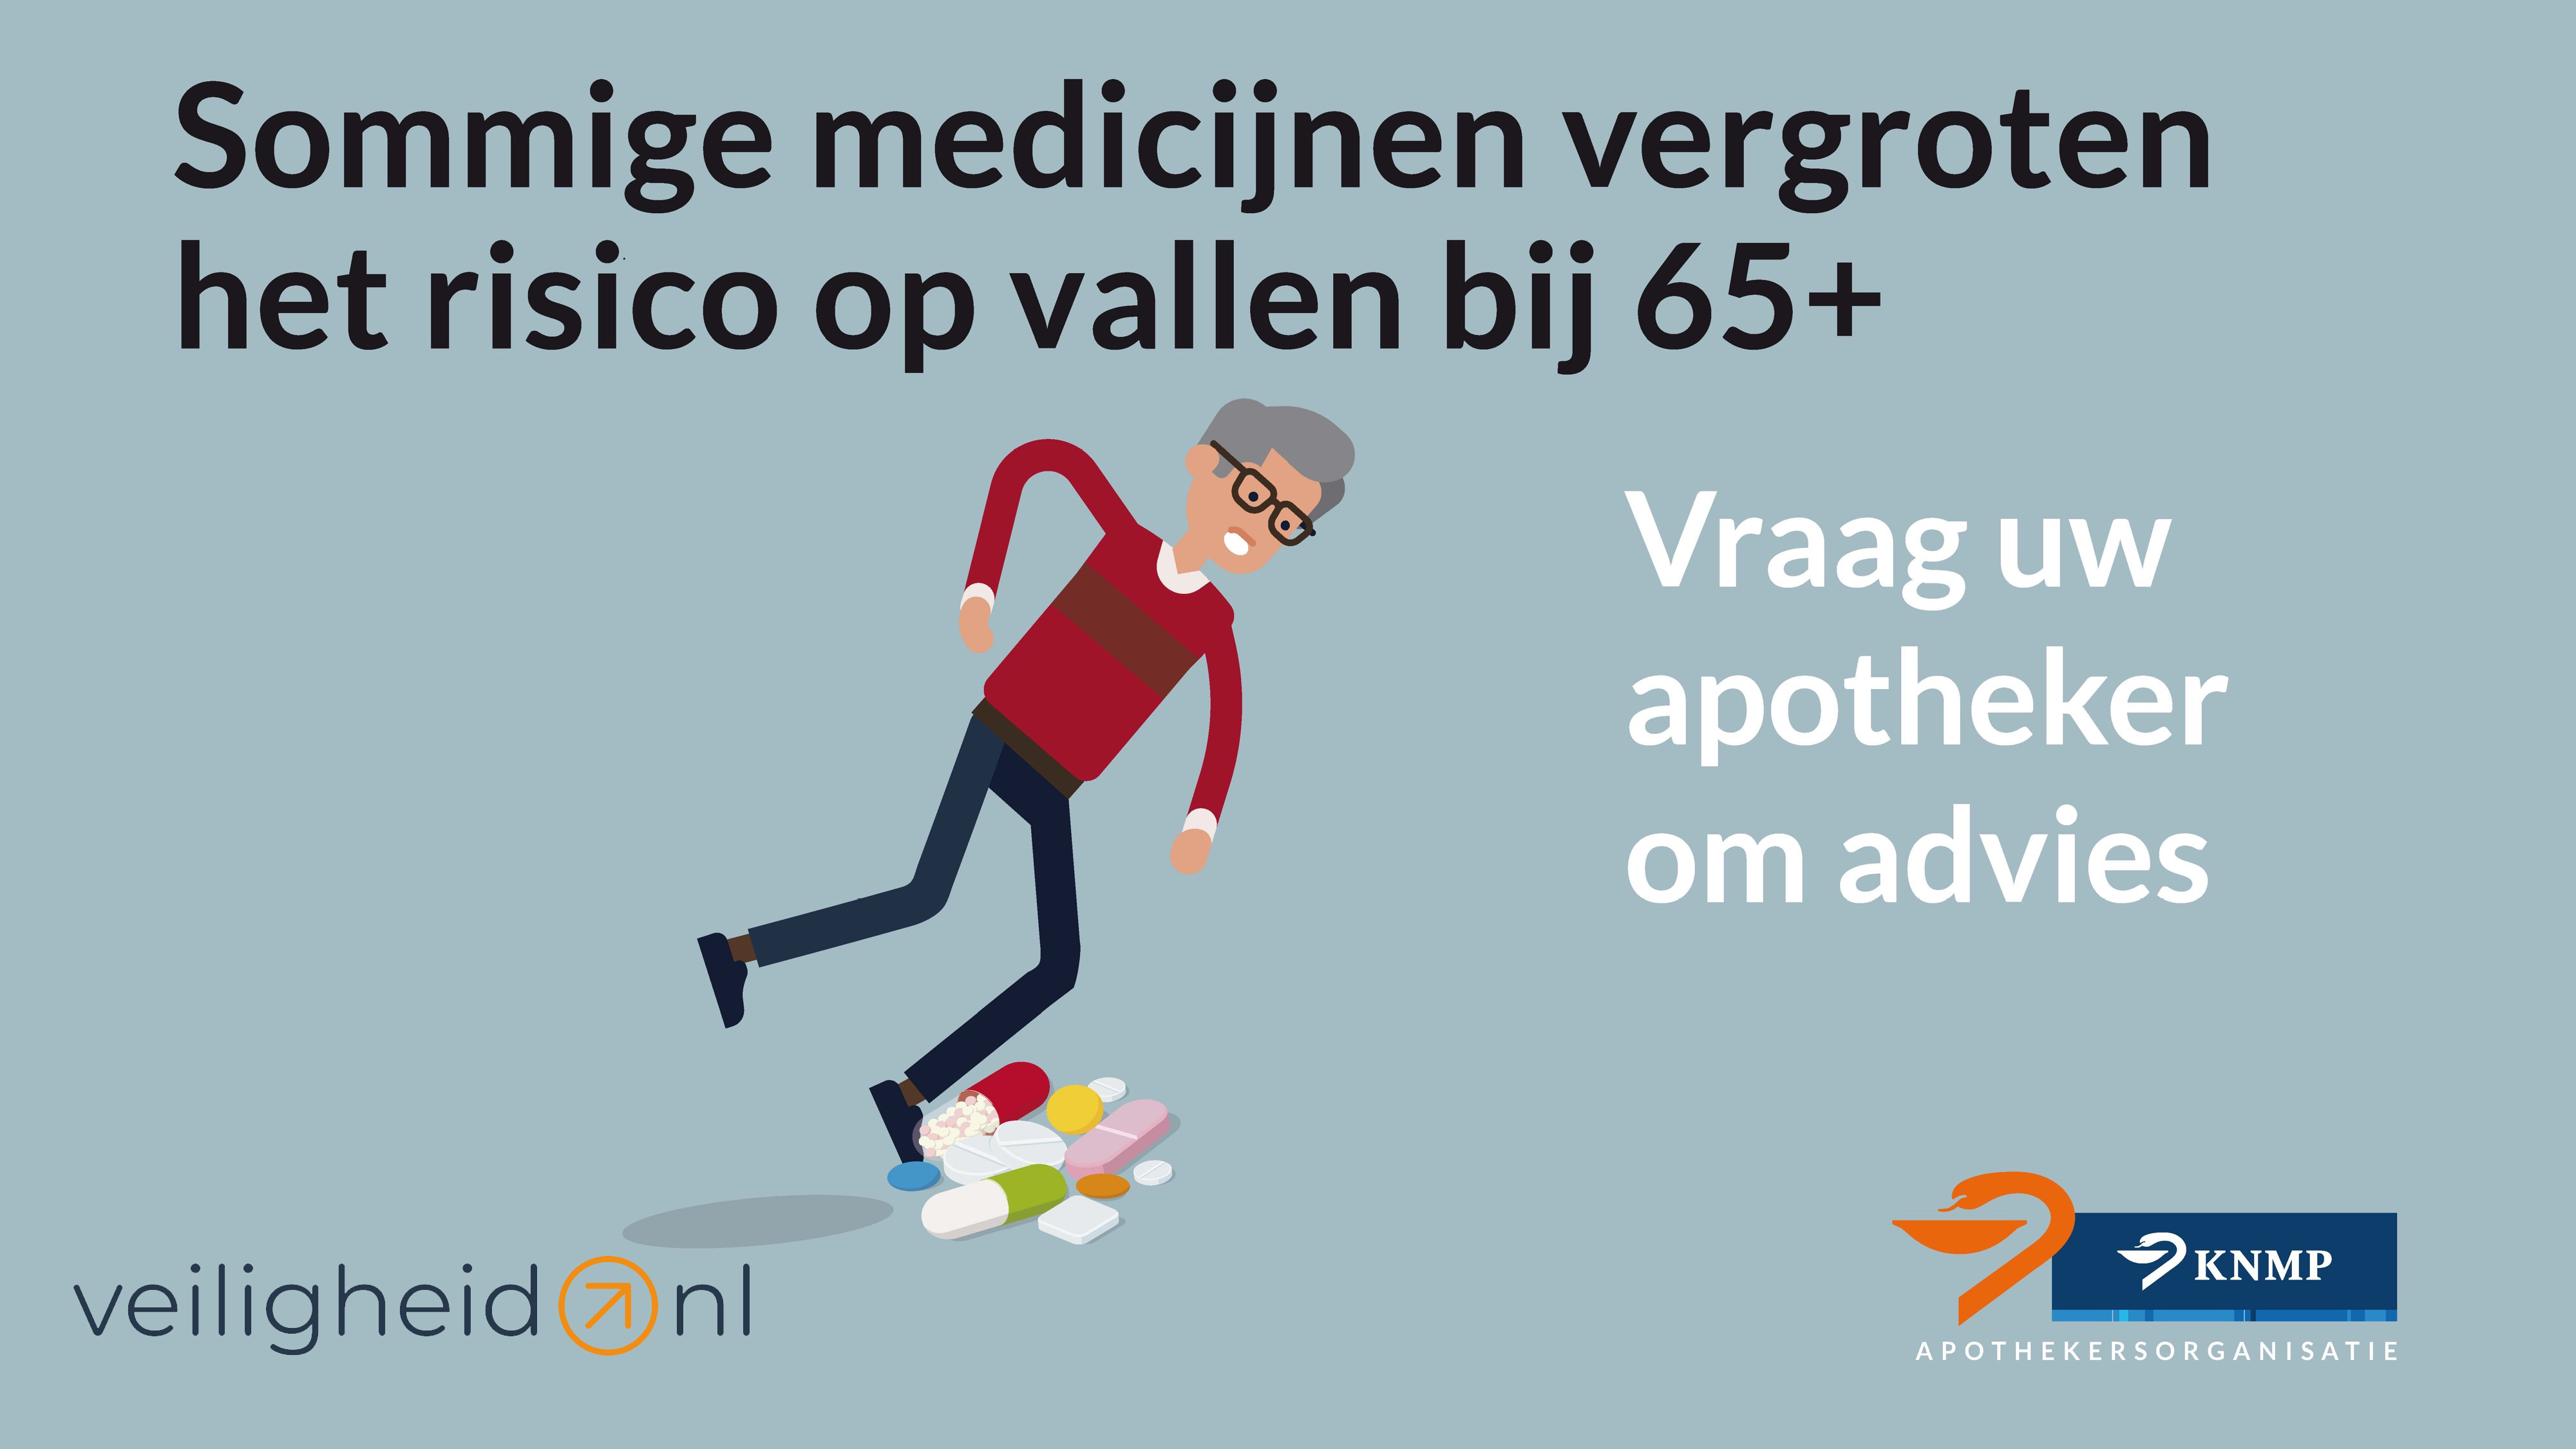 Sommige medicijnen vergroten
het risico op vallen bij 65+
Vraag uw
apotheker
om advies
veiligheid nl
KNMP
APOTHEKERSORGANISATIE